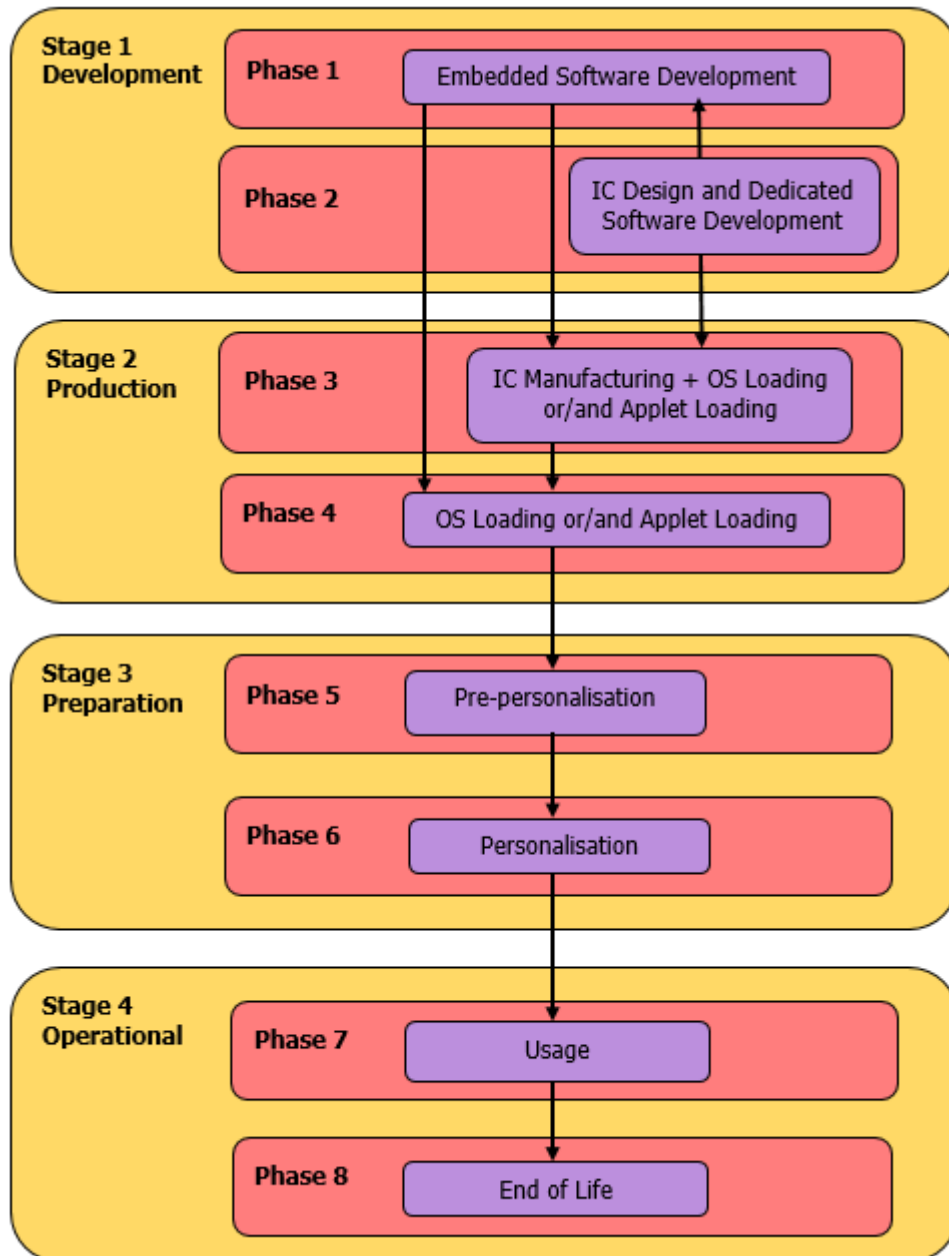 Stage 1
Development
Phase 1
Embedded Software Development
Phase 2
IC Design and Dedicated
Software Development
Stage 2
Production
Phase 3
IC Manufacturing + OS Loading
or/and Applet Loading
Phase 4
OS Loading or/and Applet Loading
Stage 3
Preparation
Phase 5
Pre-personalisation
Phase 6
Personalisation
Stage 4
Operational
Phase 7
Usage
Phase 8
End of Life